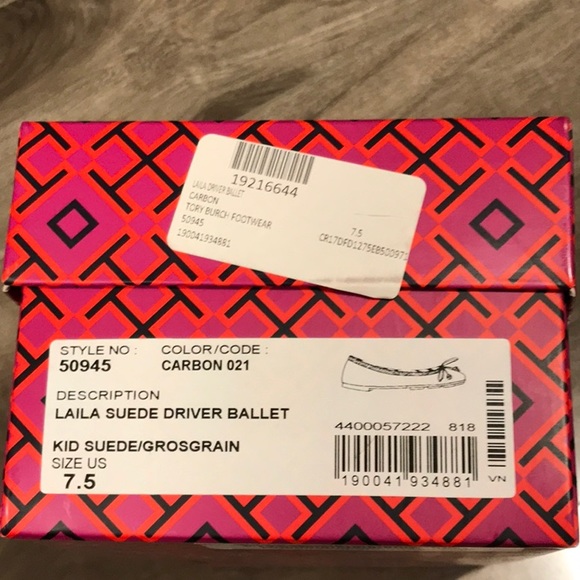 19216644
LAILA DRIVER BALLET
CARBON
TORY BURCH FOOTWEAR
50945 7.5
190041934881 CR17DFD1275EB500971
STYLE NO : COLOR/CODE :
50945 CARBON 021
DESCRIPTION
LAILA SUEDE DRIVER BALLET
KID SUEDE/GROSGRAIN
SIZE US
7.5
4400057222 818
190041 934881
VN